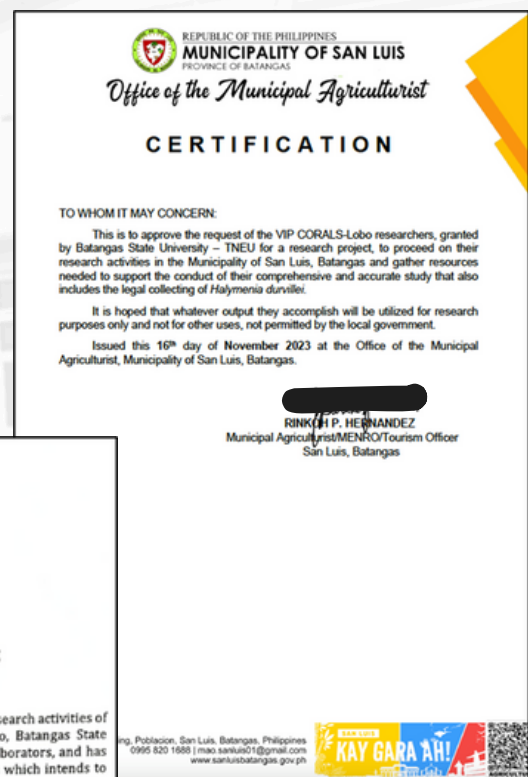 REPUBLIC OF THE PHILIPPINES
MUNICIPALITY OF SAN LUIS
PROVINCE OF BATANGAS
Office of the Municipal Agriculturist
CERTIFICATION
TO WHOM IT MAY CONCERN:
This is to approve the request of the VIP CORALS-Lobo researchers, granted
by Batangas State University – TNEU for a research project, to proceed on their
research activities in the Municipality of San Luis, Batangas and gather resources
needed to support the conduct of their comprehensive and accurate study that also
includes the legal collecting of Halymenia durvillei.
It is hoped that whatever output they accomplish will be utilized for research
purposes only and not for other uses, not permitted by the local government.
Issued this 16th day of November 2023 at the Office of the Municipal
Agriculturist, Municipality of San Luis, Batangas.
RINKOH P. HERNANDEZ
Municipal Agriculturist/MENRO/Tourism Officer
San Luis, Batangas
search activities of
o, Batangas State
borators, and has
which intends to
ing, Poblacion, San Luis, Batangas, Philippines
0995 820 1688 | mao.sanluis01@gmail.com
www.sanluisbatangas.gov.ph
SAN LUIS
KAY GARA AH!